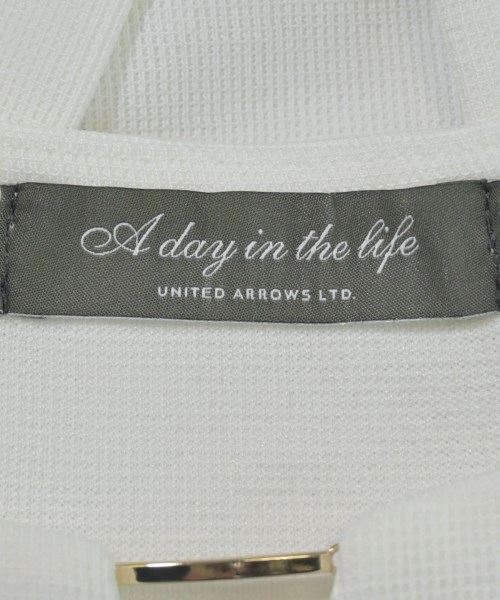 A day in the life
UNITED ARROWS LTD.